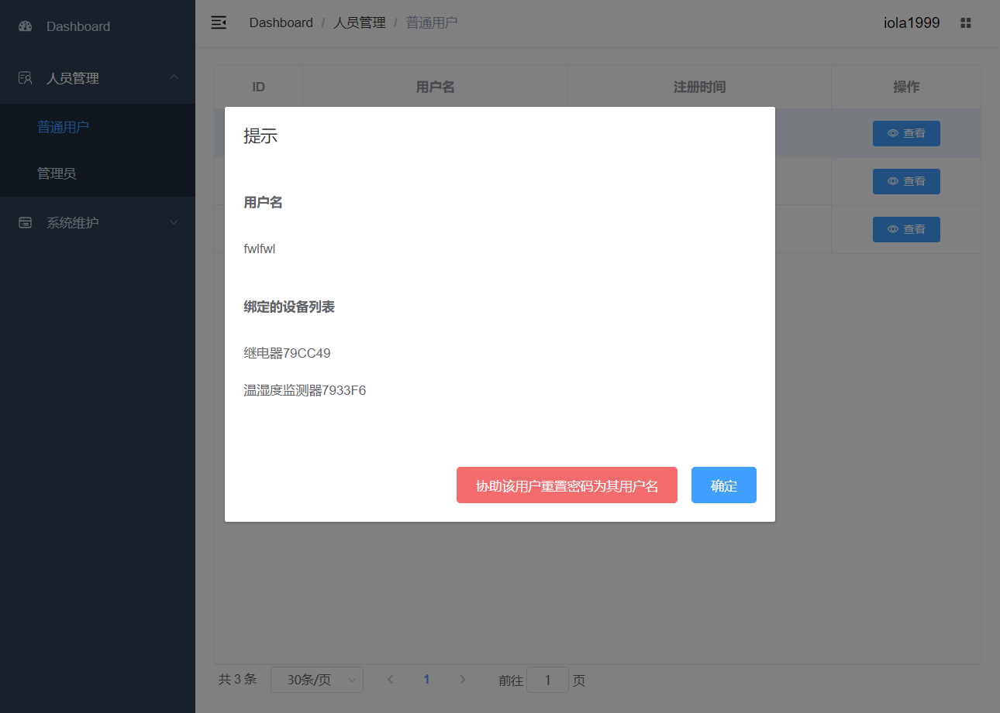 Dashboard
人员管理
普通用户
管理员
系统维护
Dashboard / 人员管理 / 普通用户
iola1999
ID 用户名 注册时间 操作
查看
查看
查看
提示
用户名
fwlfwl
绑定的设备列表
继电器79CC49
温湿度监测器7933F6
协助该用户重置密码为其用户名 确定
共 3 条 30条/页 1 前往 1 页